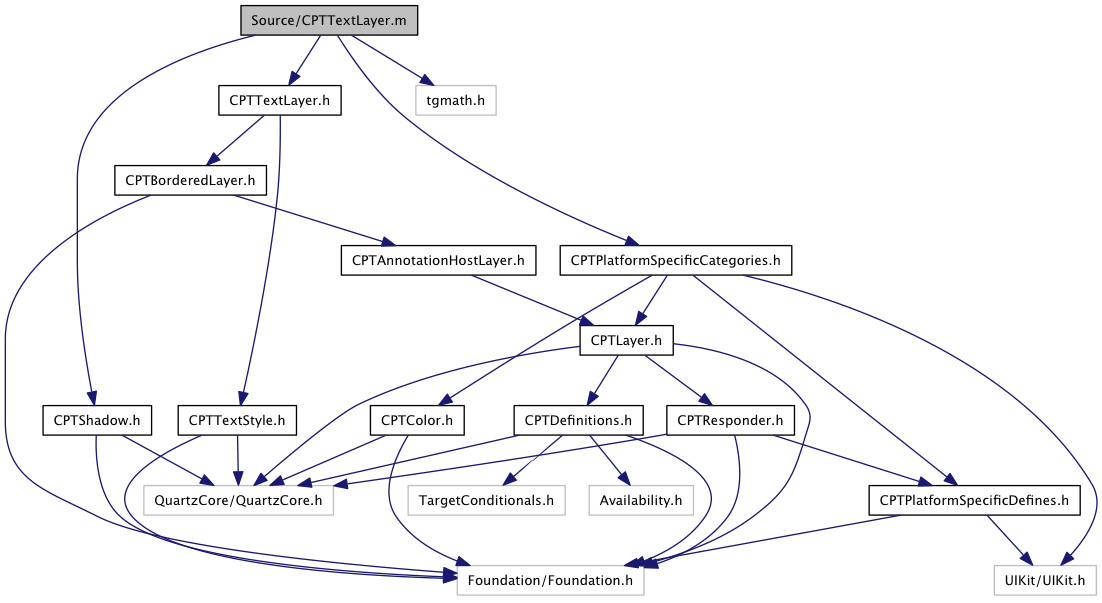 Source/CPTTextLayer.m
CPTTextLayer.h
tgmath.h
CPTBorderedLayer.h
CPTAnnotationHostLayer.h
CPTPlatformSpecificCategories.h
CPTLayer.h
CPTShadow.h
CPTTextStyle.h
CPTColor.h
CPTDefinitions.h
CPTResponder.h
QuartzCore/QuartzCore.h
TargetConditionals.h
Availability.h
CPTPlatformSpecificDefines.h
Foundation/Foundation.h
UIKit/UIKit.h